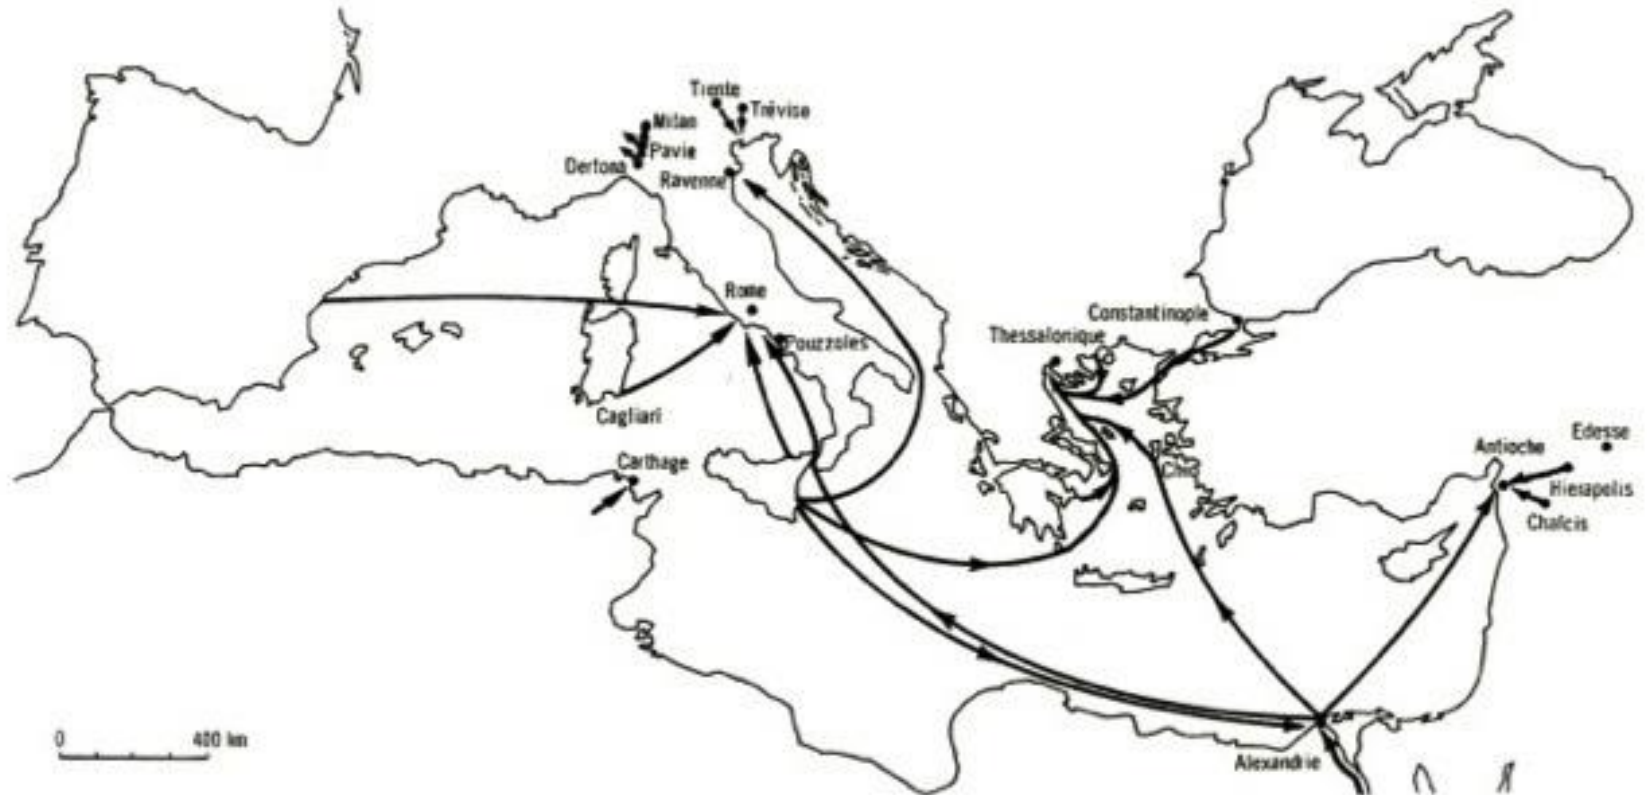 Trente
Trévise
Milan
Pavie
Dertona
Ravenne
Rome
Pouzzoles
Constantinople
Thessalonique
Cagliari
Carthage
Chio
Antioche
Edesse
Hierapolis
Chalcis
Alexandrie
0 400 km